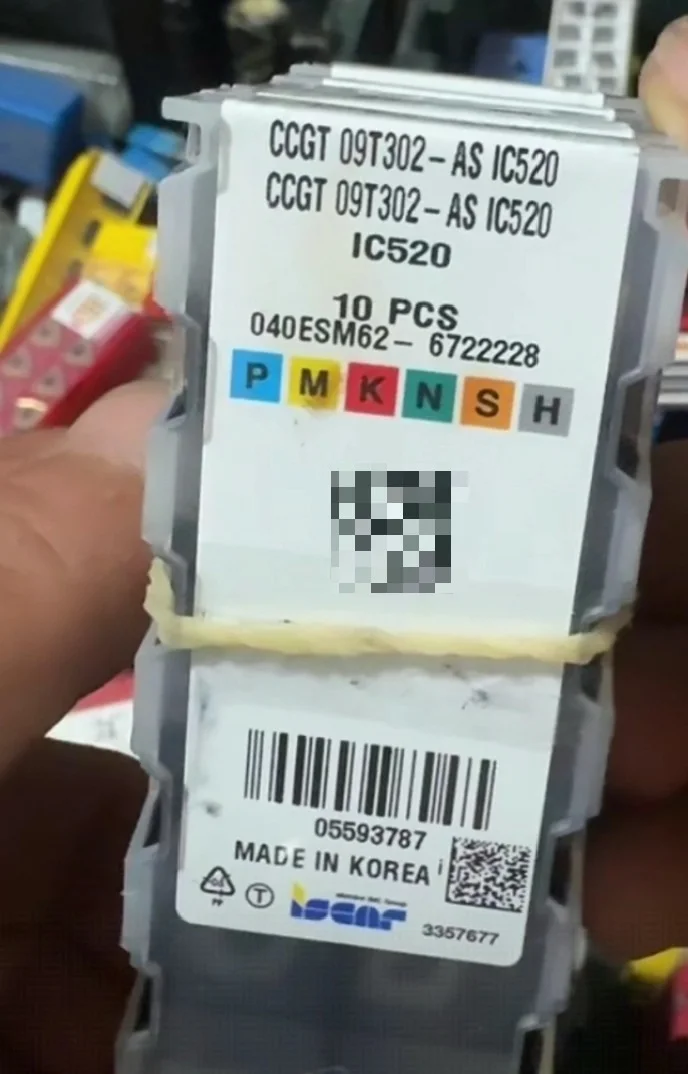 CCGT 09T302-AS IC520
CCGT 09T302-AS IC520
IC520
10 PCS
040ESM62- 6722228
P M K N S H
05593787
MADE IN KOREA
PP
T
iscar
3357677